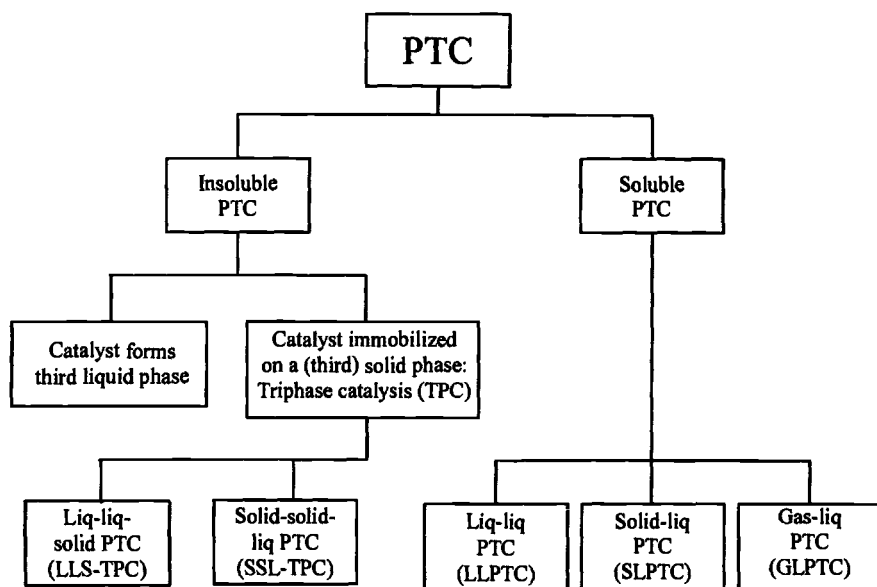 PTC
Insoluble
PTC
Soluble
PTC
Catalyst forms
third liquid phase
Catalyst immobilized
on a (third) solid phase:
Triphase catalysis (TPC)
Liq-liq-
solid PTC
(LLS-TPC)
Solid-solid-
liq PTC
(SSL-TPC)
Liq-liq
PTC
(LLPTC)
Solid-liq
PTC
(SLPTC)
Gas-liq
PTC
(GLPTC)